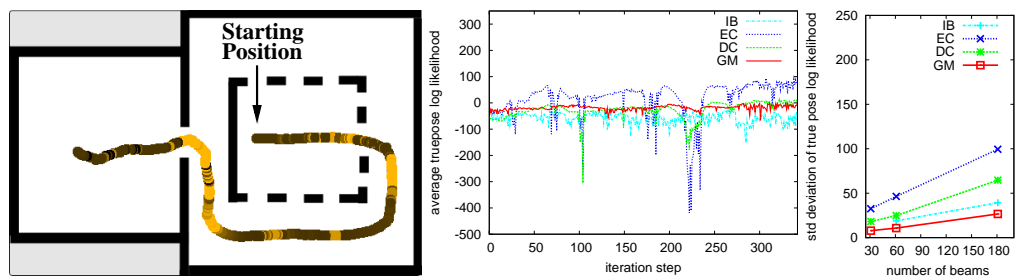 Starting
Position
average truepose log likelihood
400
300
200
100
0
-100
-200
-300
-400
-500
0 50 100 150 200 250 300
iteration step
IB
EC
DC
GM
std deviation of true pose log likelihood
250
200
150
100
50
0
30 60 90 120 150 180
number of beams
IB
EC
DC
GM